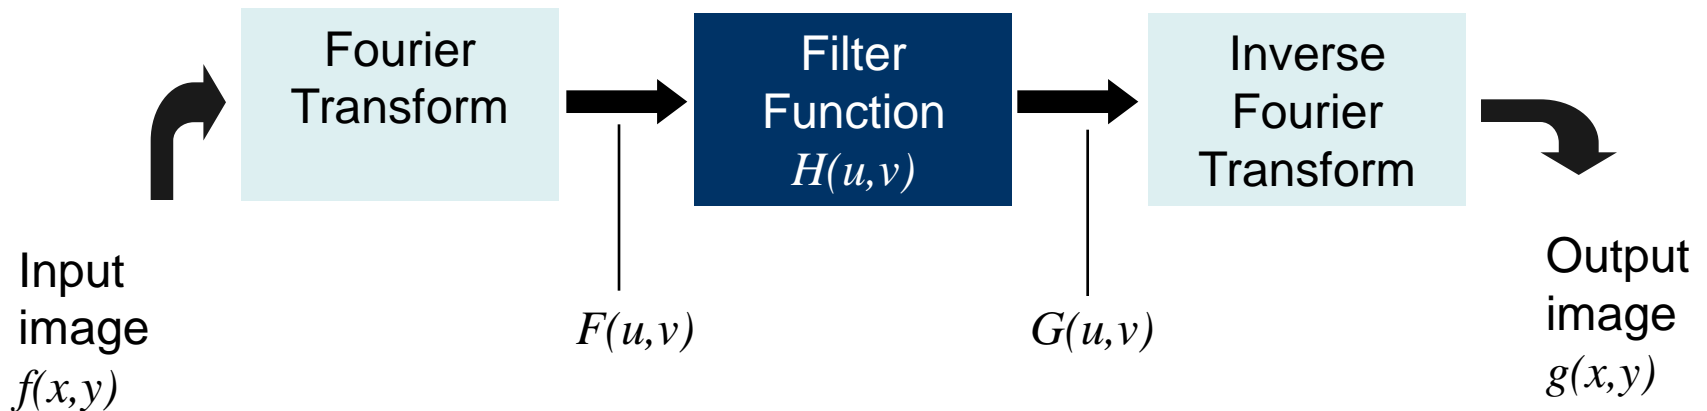 Input
image
f(x,y)
Fourier
Transform
F(u,v)
Filter
Function
H(u,v)
G(u,v)
Inverse
Fourier
Transform
Output
image
g(x,y)